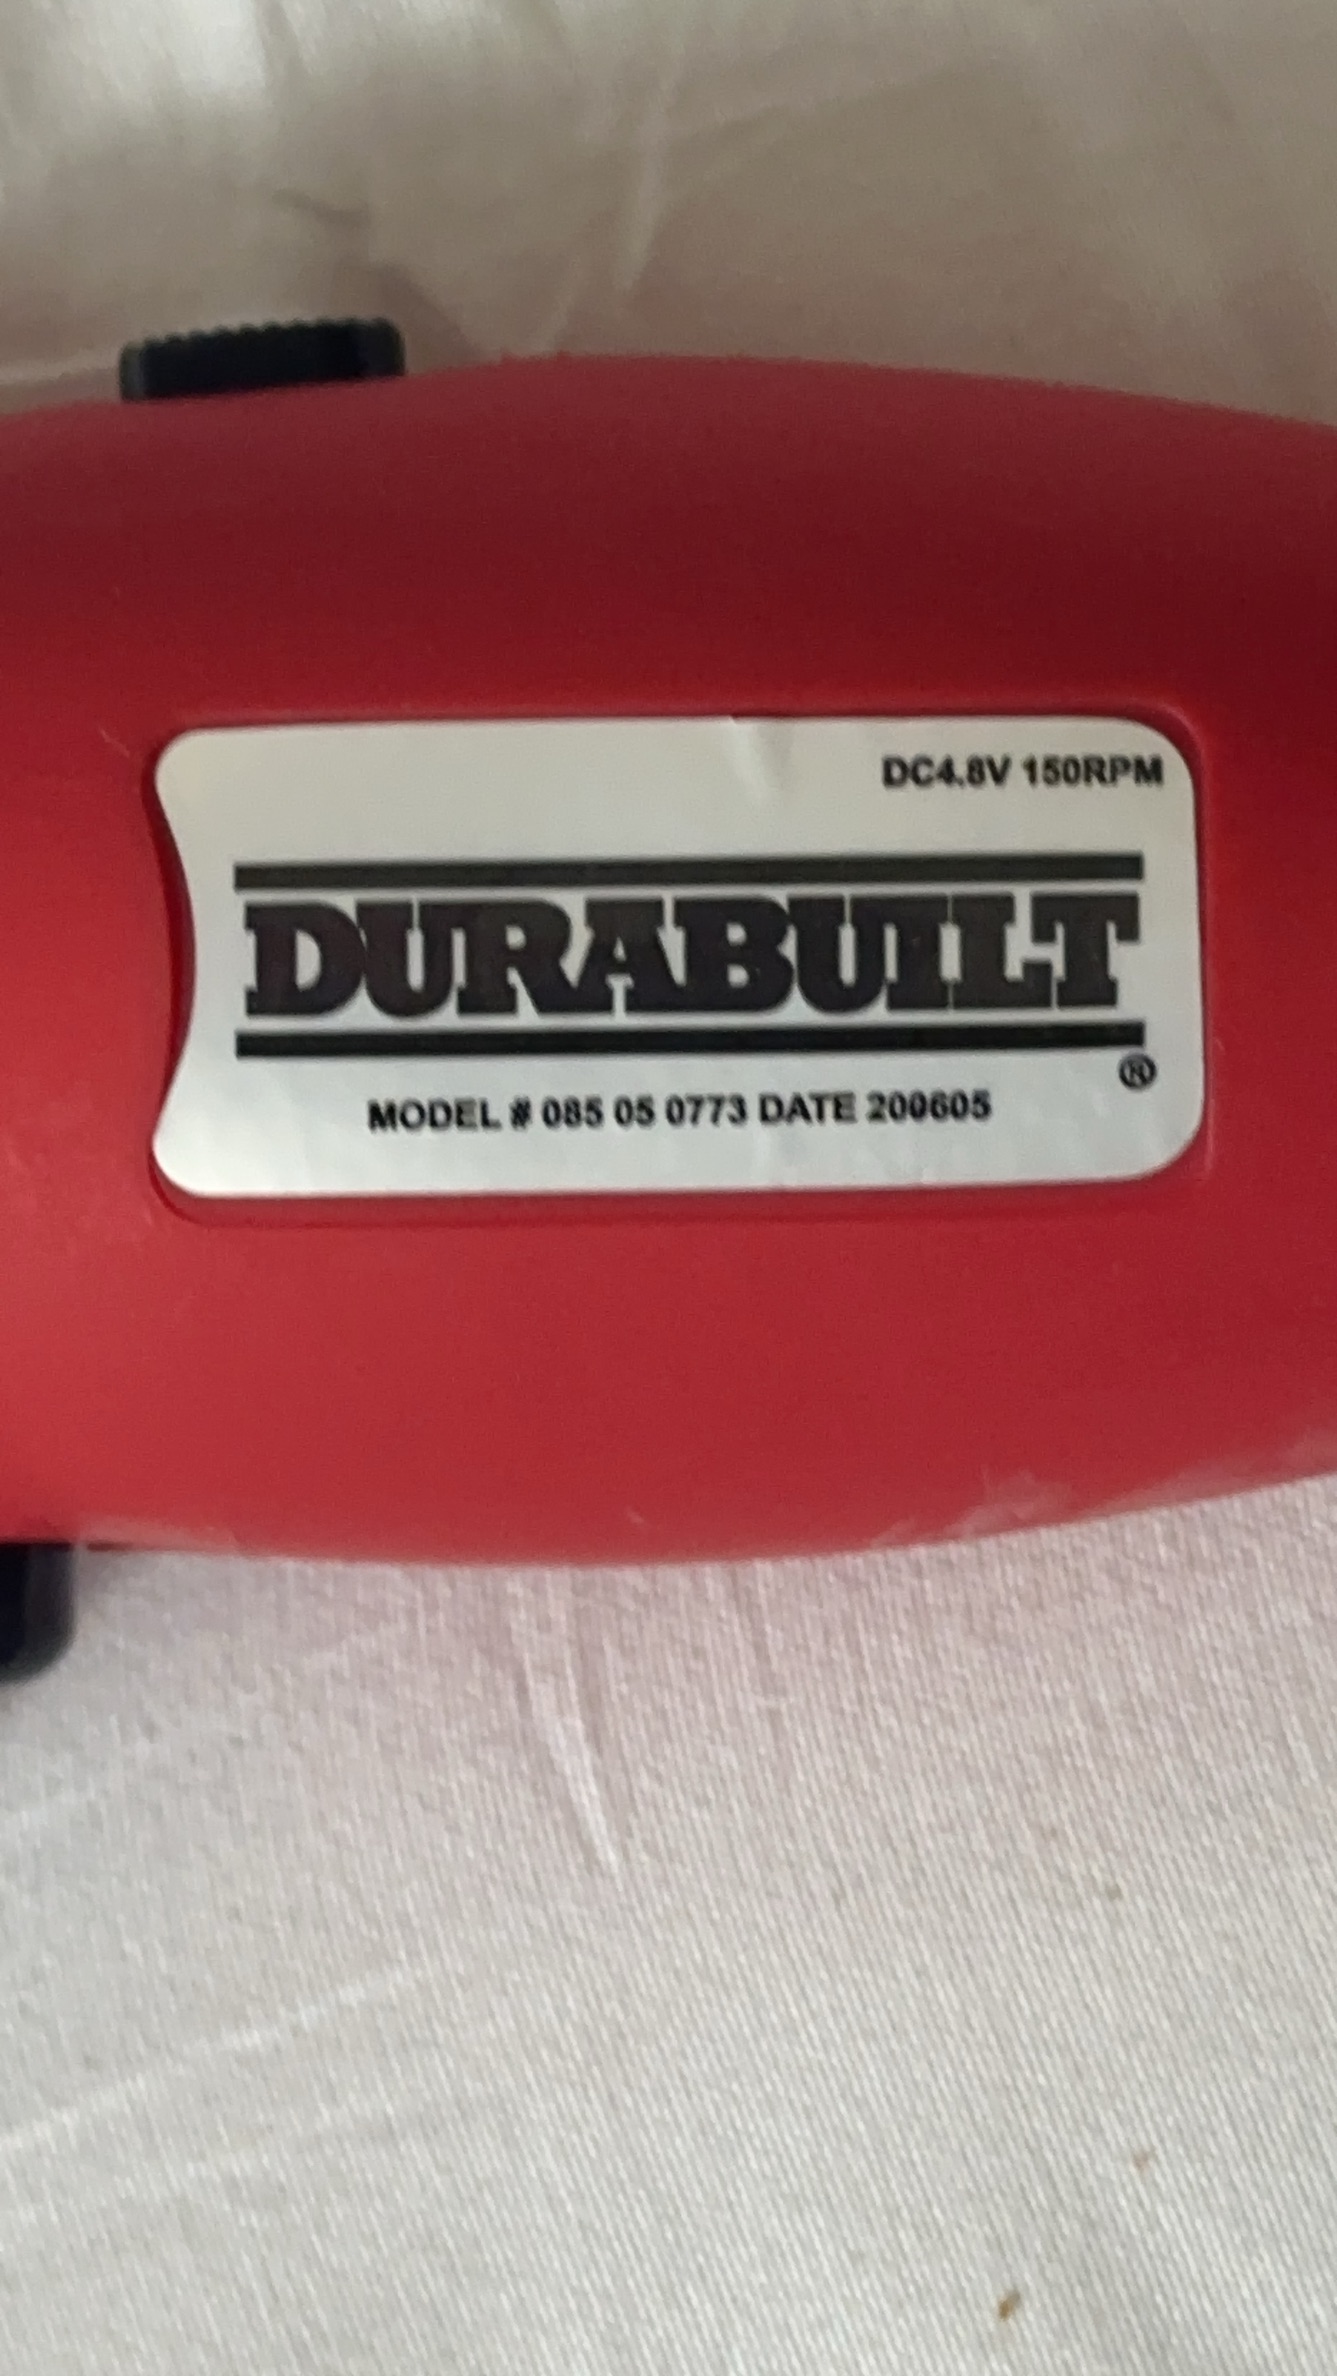 DC4.8V 150RPM
DURABUILT
®
MODEL # 085 05 0773 DATE 200605